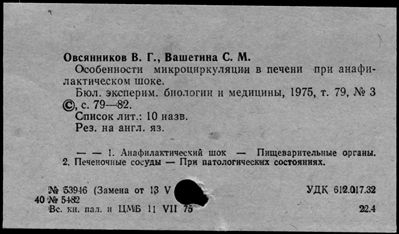 Овсянников В. Г., Вашетина С. М.
Особенности микроциркуляции в печени при анафи-
лактическом шоке.
Бюл. эксперим. биологии и медицины, 1975, т. 79, № 3
©, с. 79—82.
Список лит.: 10 назв.
Рез. на англ. яз.
— — 1. Анафилактический шок — Пищеварительные органы.
2. Печеночные сосуды — При патологических состояниях.
№ 53946 (Замена от 13 V УДК 612.017.32
40 № 5482
Вс. кн. пал. и ЦМБ 11 VII 75 22.4